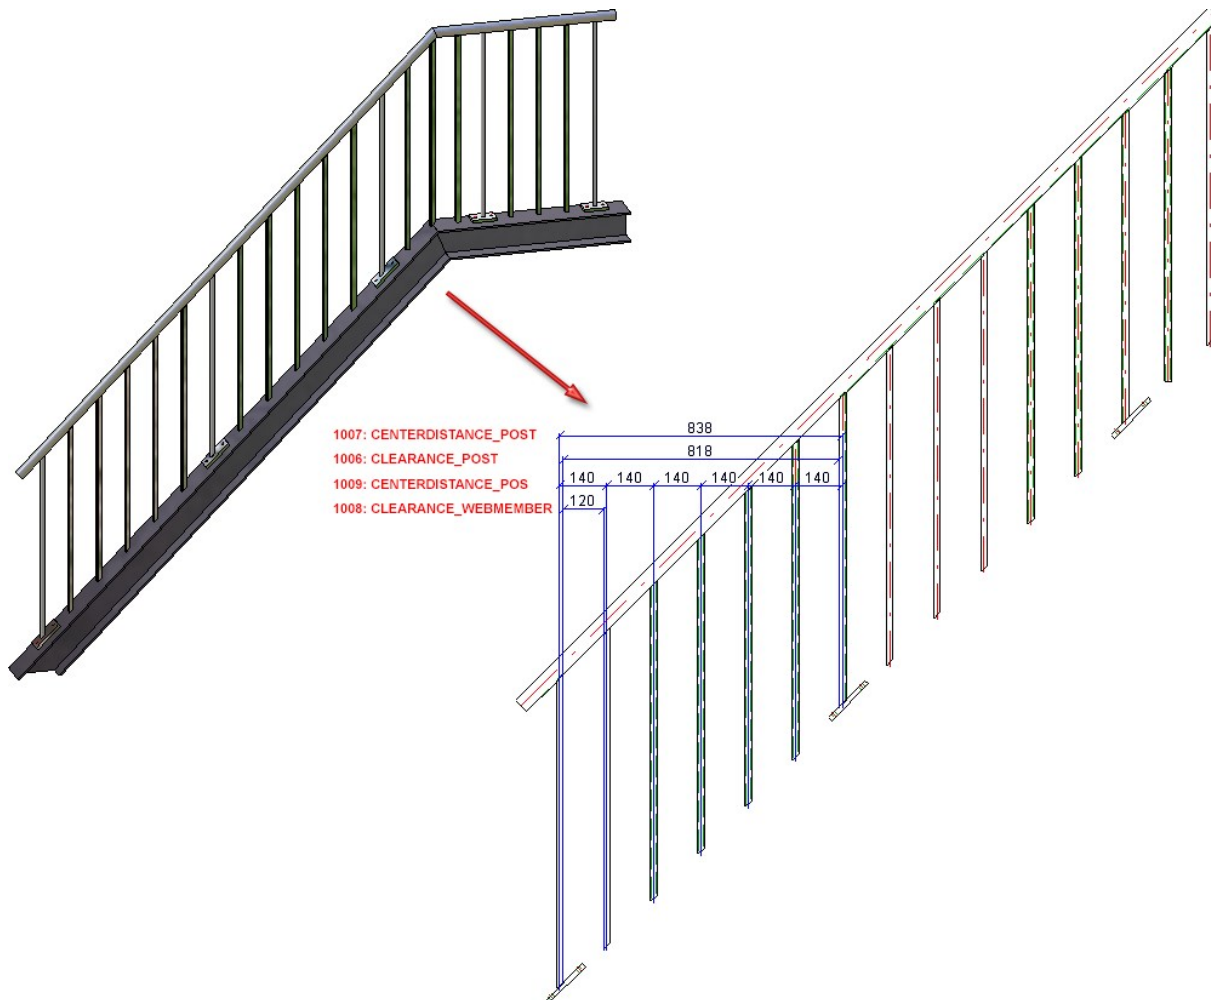 1007: CENTERDISTANCE_POST
838
1006: CLEARANCE_POST
818
1009: CENTERDISTANCE_POS
140 140 140 140 140 140
1008: CLEARANCE_WEBMEMBER
120